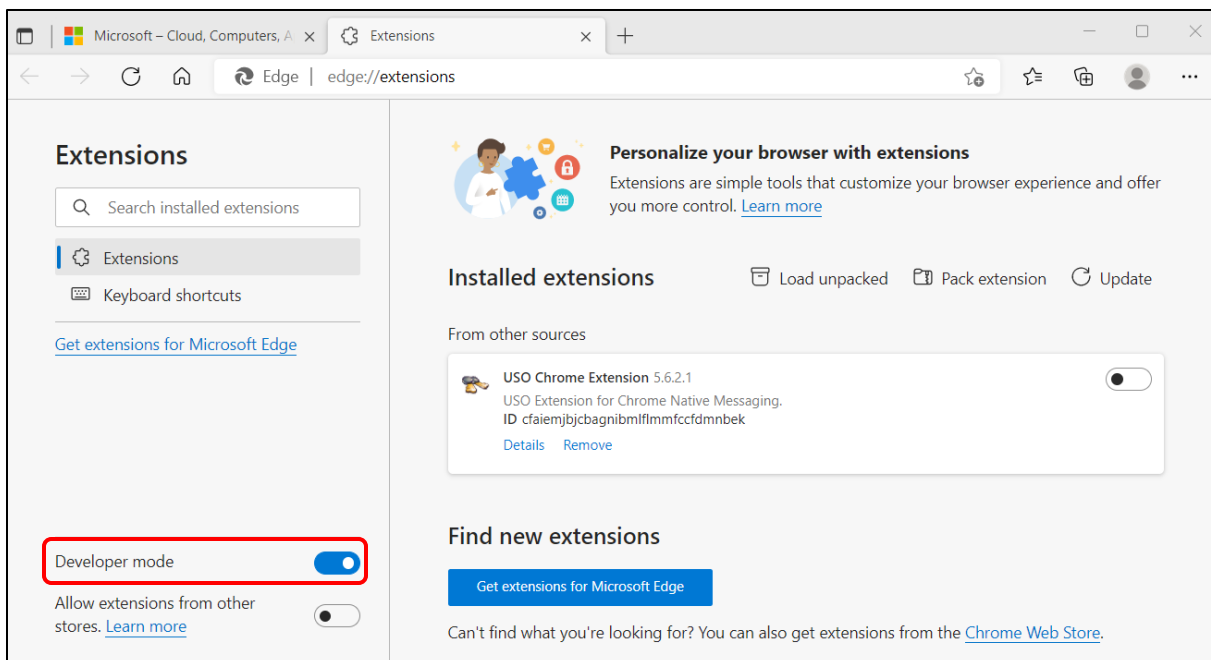 Microsoft – Cloud, Computers, A
Extensions
Edge
edge://extensions
Extensions
Search installed extensions
Extensions
Keyboard shortcuts
Get extensions for Microsoft Edge
Developer mode
Allow extensions from other
stores. Learn more
Personalize your browser with extensions
Extensions are simple tools that customize your browser experience and offer
you more control. Learn more
Installed extensions
Load unpacked
Pack extension
Update
From other sources
USO Chrome Extension 5.6.2.1
USO Extension for Chrome Native Messaging.
ID cfaiemjbjcbagnibmlflmmfccfdmnbek
Details Remove
Find new extensions
Get extensions for Microsoft Edge
Can't find what you're looking for? You can also get extensions from the Chrome Web Store.